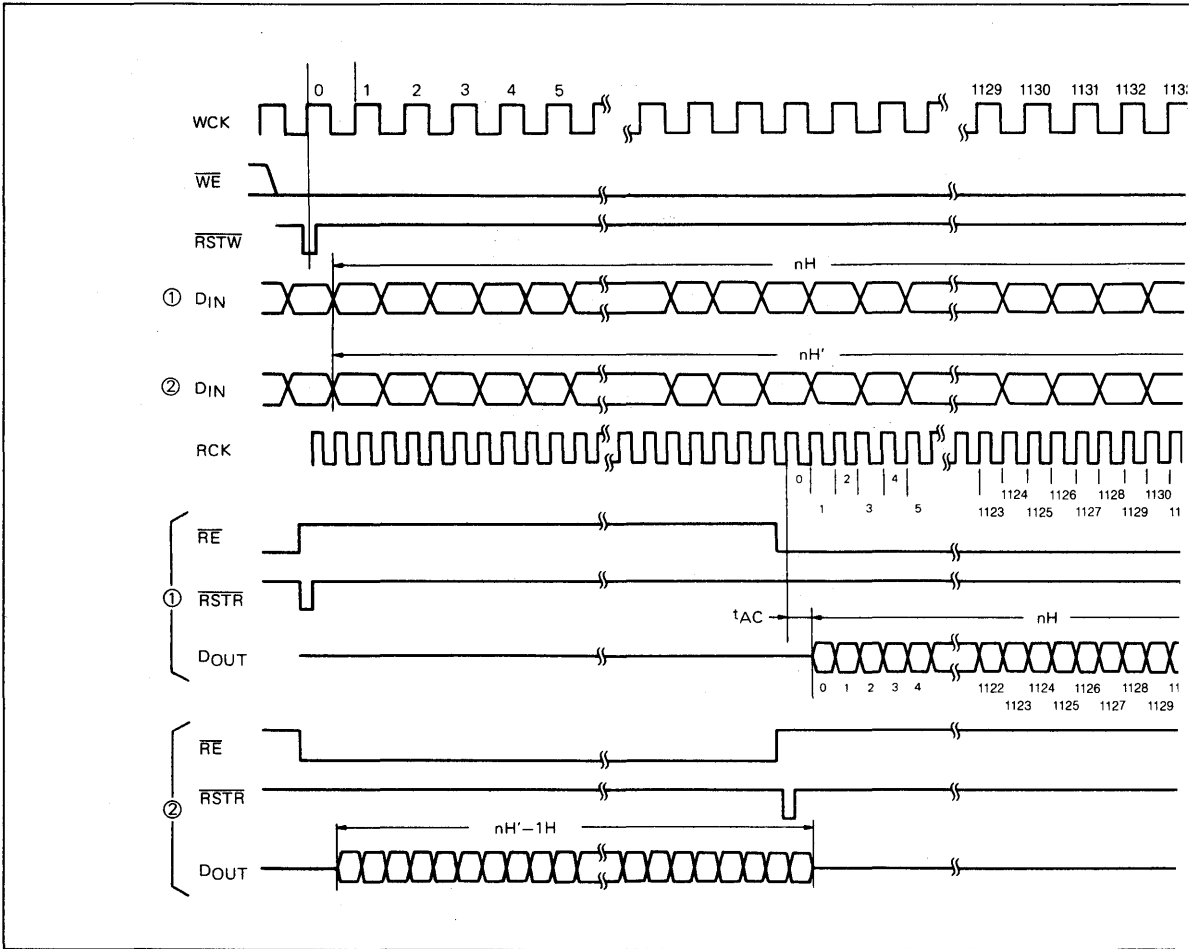 0 1 2 3 4 5 1129 1130 1131 1132 1133
WCK
WE
RSTW
nH
① DIN
nH'
② DIN
RCK
0 2 4 1124 1126 1128 1130
1 3 5 1123 1125 1127 1129 11
RE
① RSTR
tAC nH
DOUT
0 1 2 3 4 1122 1124 1126 1128 11
1123 1125 1127 1129
RE
② RSTR
nH'−1H
DOUT